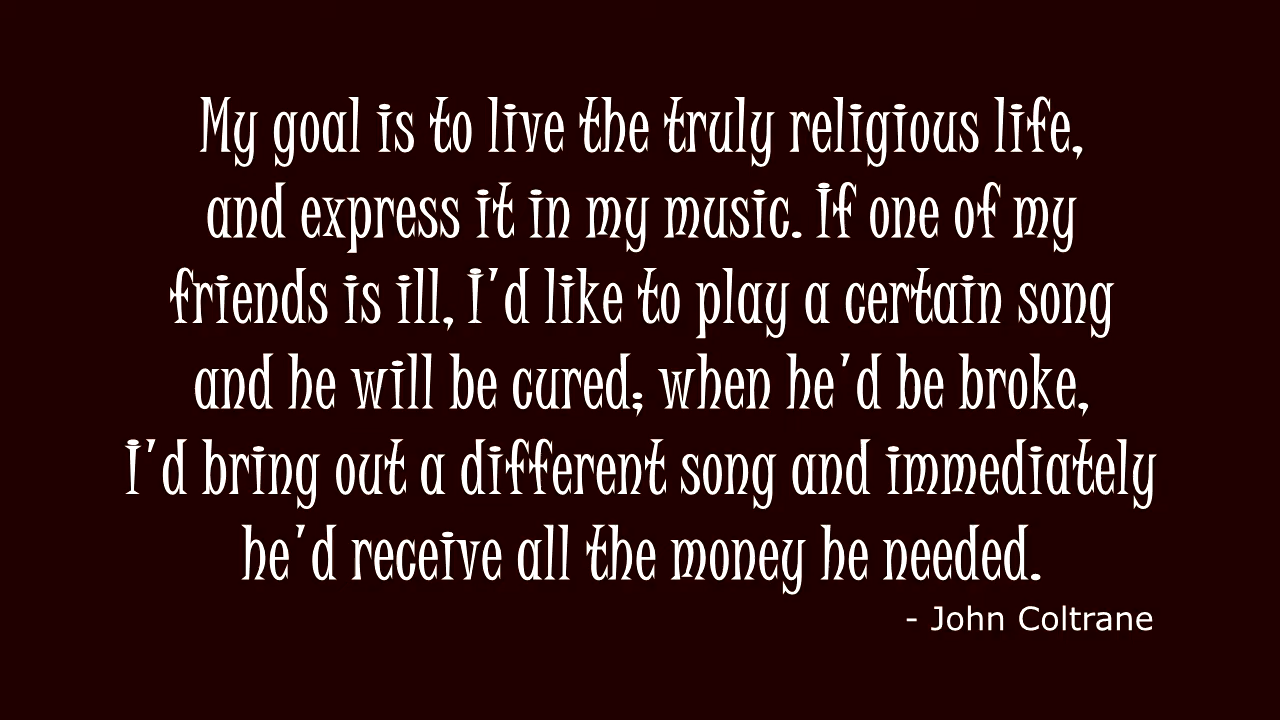 My goal is to live the truly religious life,
and express it in my music. If one of my
friends is ill, I'd like to play a certain song
and he will be cured; when he'd be broke,
I'd bring out a different song and immediately
he'd receive all the money he needed.
- John Coltrane